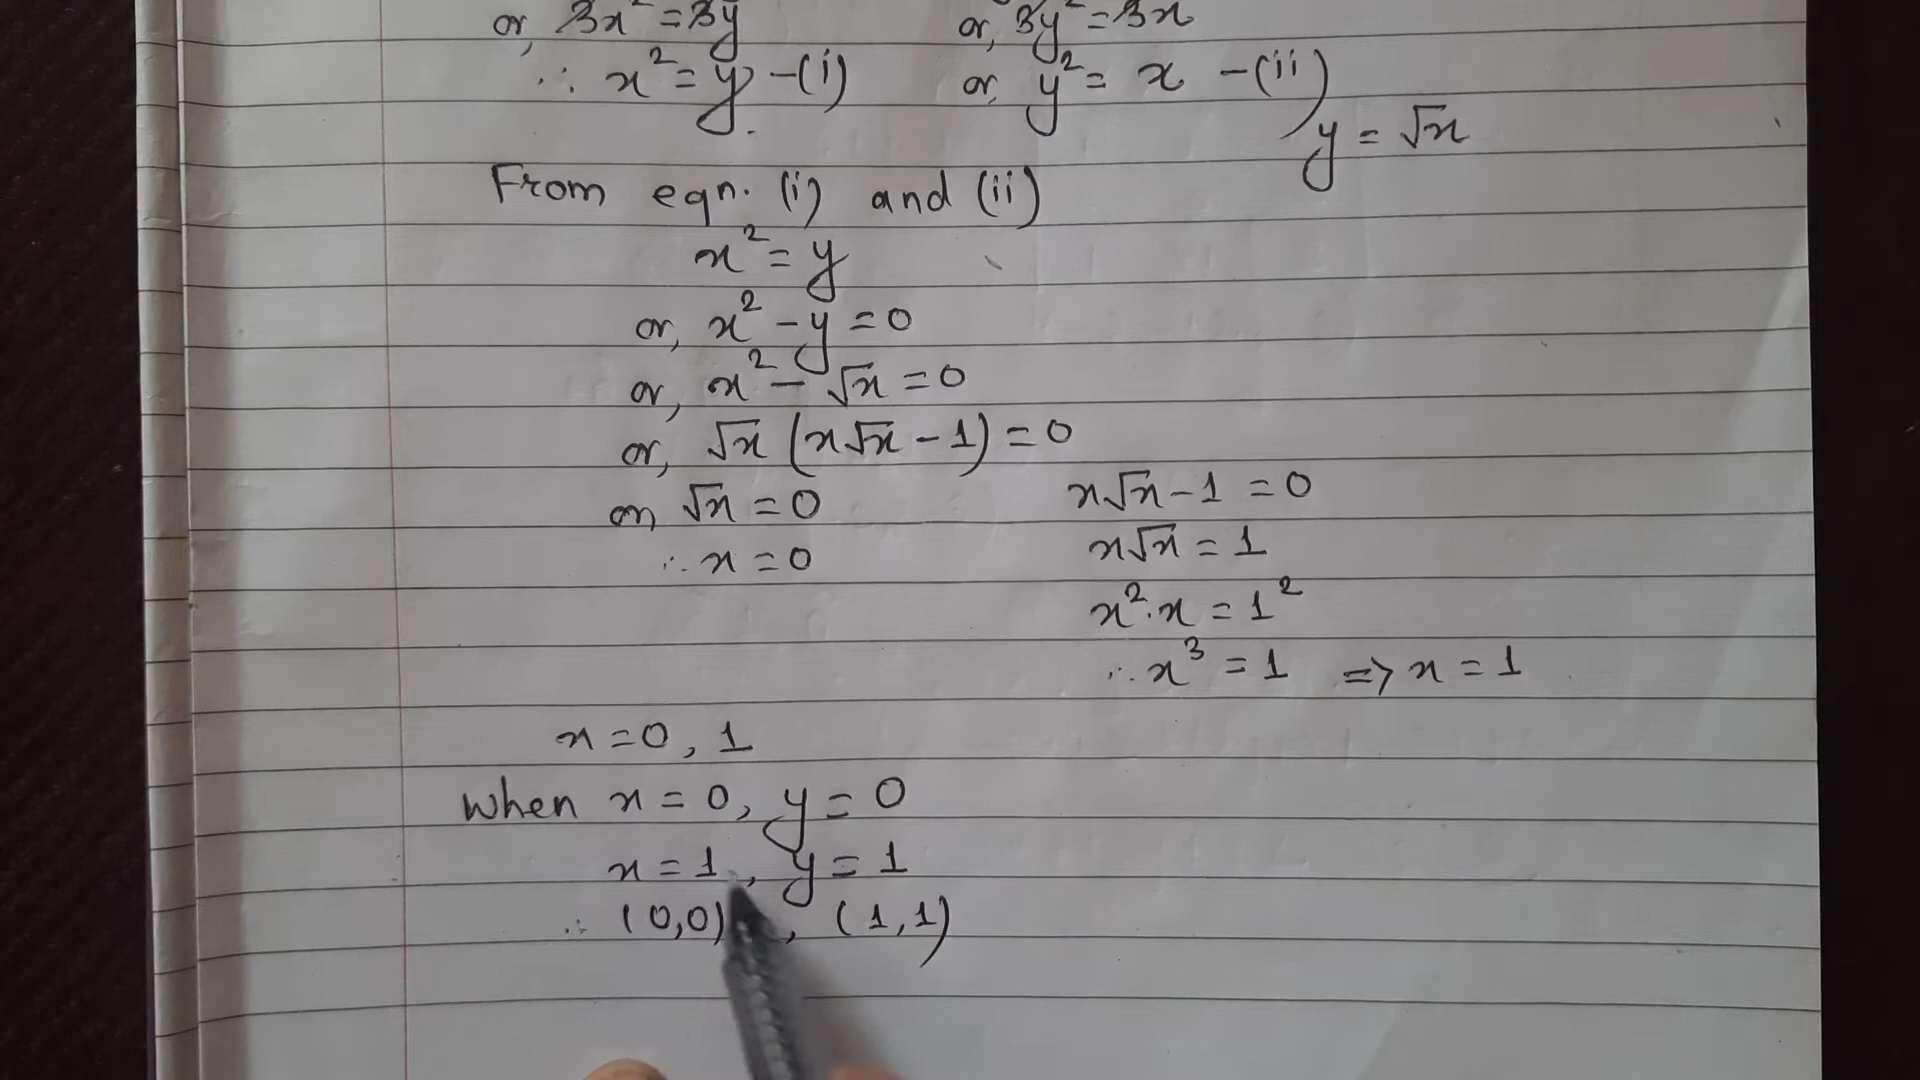 or, 3x² = 3y or, 3y² = 3x
∴ x² = y -(i) or, y² = x -(ii)
y = √x
From eqn. (i) and (ii)
x² = y
or, x² - y = 0
or, x² - √x = 0
or, √x (x√x - 1) = 0
or, √x = 0 x√x - 1 = 0
∴ x = 0 x√x = 1
x².x = 1²
∴ x³ = 1 => x = 1
x = 0, 1
When x = 0, y = 0
x = 1, y = 1
∴ (0,0), (1,1)